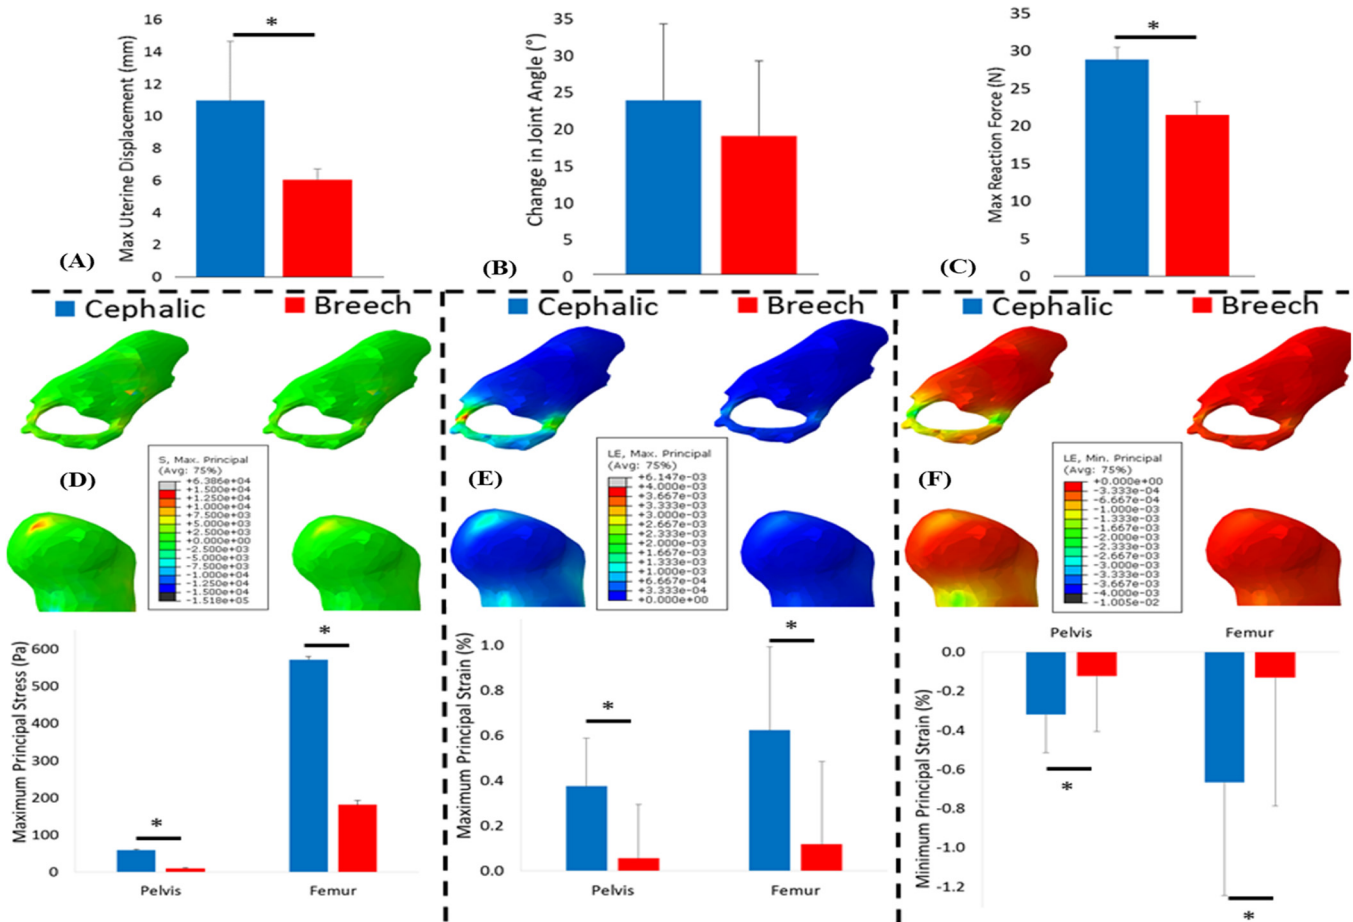 Max Uterine Displacement (mm)
16
14
12
10
8
6
4
2
0
*
(A)
Change in Joint Angle (°)
35
30
25
20
15
10
5
0
(B)
Max Reaction Force (N)
35
30
25
20
15
10
5
0
*
(C)
Cephalic Breech
S, Max. Principal
(Avg: 75%)
+6.386e+04
+1.500e+04
+1.250e+04
+1.000e+04
+7.500e+03
+5.000e+03
+2.500e+03
+0.000e+00
-2.500e+03
-5.000e+03
-7.500e+03
-1.000e+04
-1.250e+04
-1.500e+04
-1.518e+05
(D)
Maximum Principal Stress (Pa)
600
500
400
300
200
100
0
*
*
Pelvis Femur
Cephalic Breech
LE, Max. Principal
(Avg: 75%)
+6.147e-03
+4.000e-03
+3.667e-03
+3.333e-03
+3.000e-03
+2.667e-03
+2.333e-03
+2.000e-03
+1.667e-03
+1.333e-03
+1.000e-03
+6.667e-04
+3.333e-04
+0.000e+00
(E)
Maximum Principal Strain (%)
1.0
0.8
0.6
0.4
0.2
0.0
*
*
Pelvis Femur
Cephalic Breech
LE, Min. Principal
(Avg: 75%)
+0.000e+00
-3.333e-04
-6.667e-04
-1.000e-03
-1.333e-03
-1.667e-03
-2.000e-03
-2.333e-03
-2.667e-03
-3.000e-03
-3.333e-03
-3.667e-03
-4.000e-03
-1.005e-02
(F)
Pelvis Femur
Minimum Principal Strain (%)
0.0
-0.2
-0.4
-0.6
-0.8
-1.0
-1.2
*
*